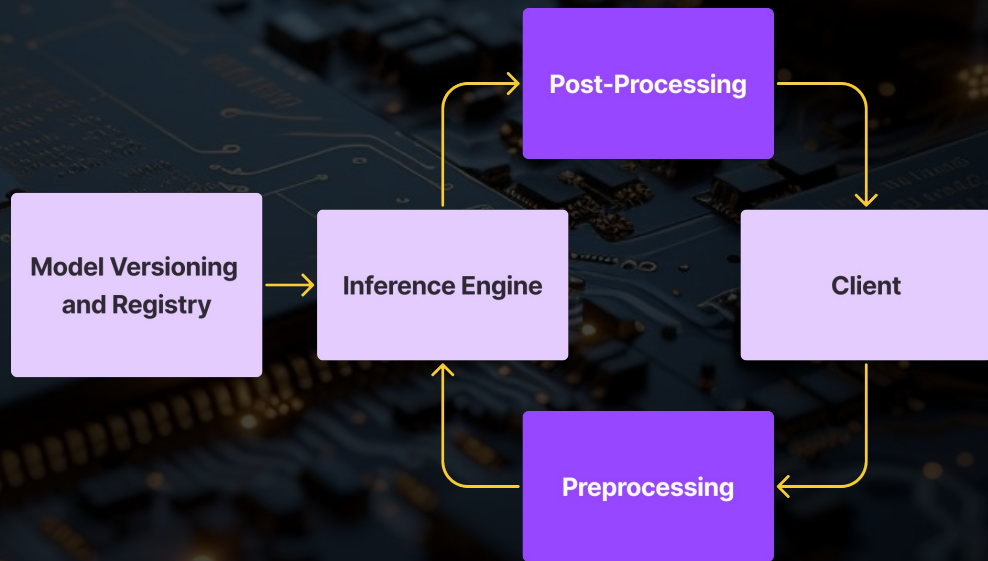 Post-Processing
Model Versioning
and Registry
Inference Engine
Client
Preprocessing